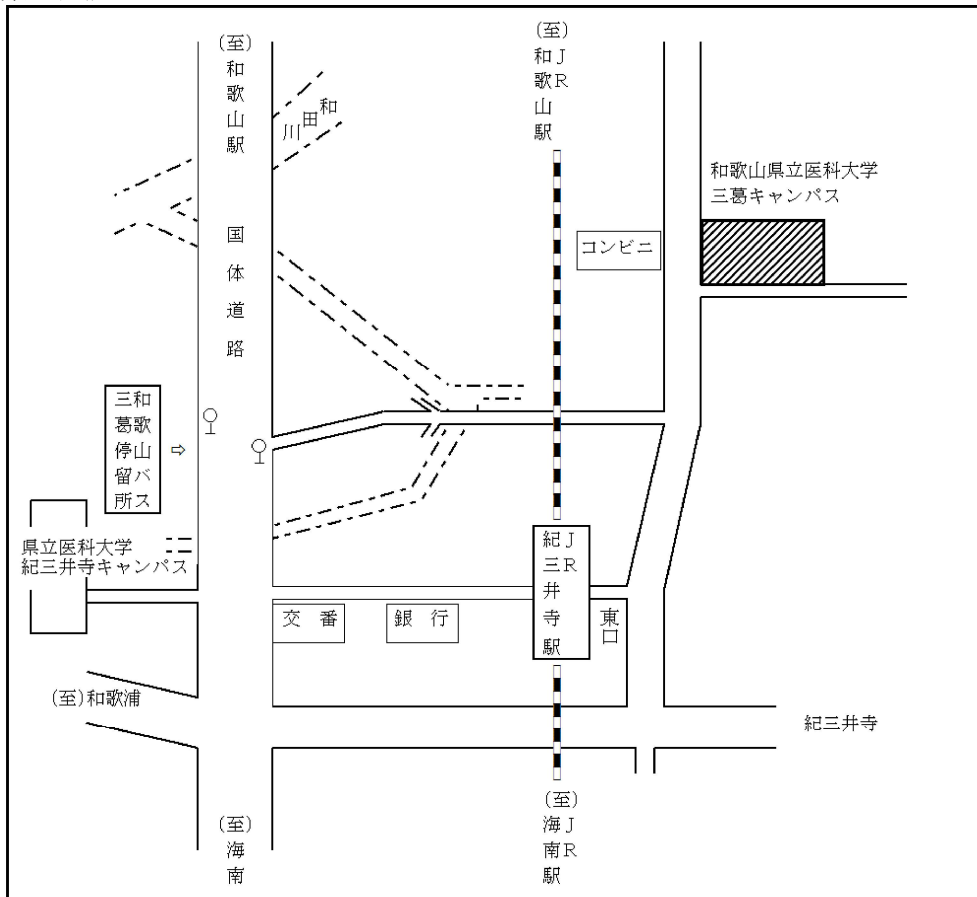 (至)和歌山駅
(至)JR和歌山駅
和田川
和歌山県立医科大学
三葛キャンパス
国体道路
コンビニ
和歌山バス
三葛停留所
⇨
県立医科大学
紀三井寺キャンパス
JR
紀三井寺駅
東口
交番
銀行
(至)和歌浦
紀三井寺
(至)海南
(至)JR海南駅